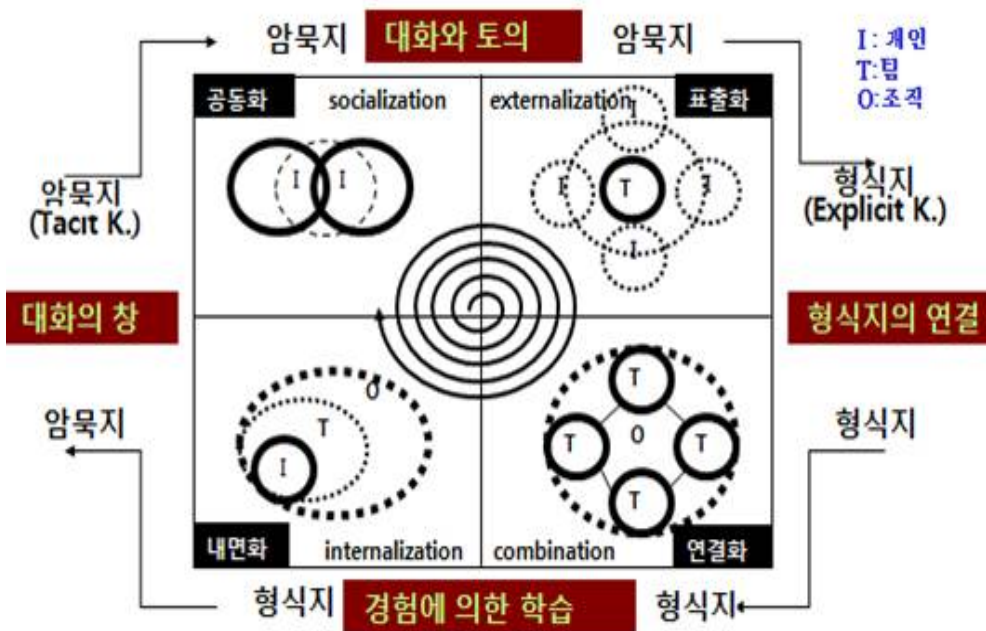 암묵지 대화와 토의 암묵지
I: 개인
T:팀
O:조직
공동화 socialization externalization 표출화
I I
I
I T I
I
암묵지
(Tacit K.)
형식지
(Explicit K.)
대화의 창
형식지의 연결
암묵지
형식지
O
T
I
T
T O T
T
내면화 internalization combination 연결화
형식지 경험에 의한 학습 형식지